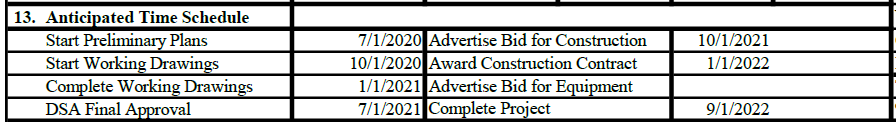 13. Anticipated Time Schedule
Start Preliminary Plans 7/1/2020 Advertise Bid for Construction 10/1/2021
Start Working Drawings 10/1/2020 Award Construction Contract 1/1/2022
Complete Working Drawings 1/1/2021 Advertise Bid for Equipment
DSA Final Approval 7/1/2021 Complete Project 9/1/2022